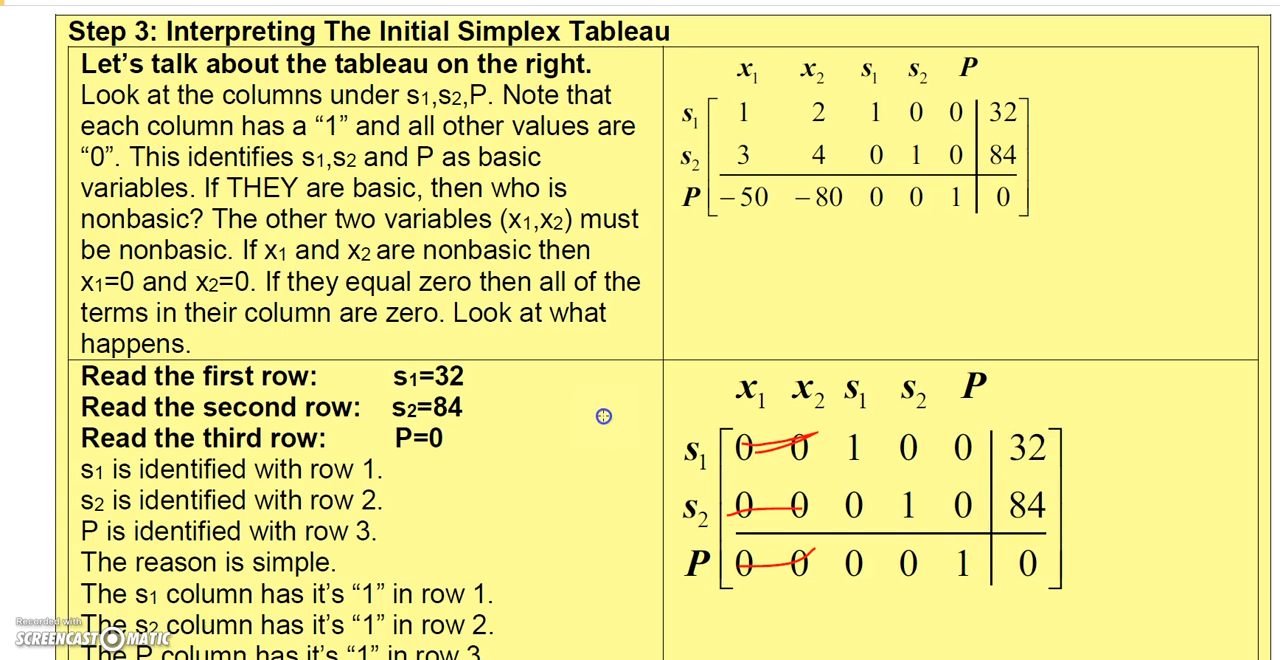 Step 3: Interpreting The Initial Simplex Tableau
Let’s talk about the tableau on the right.
Look at the columns under s1,s2,P. Note that
each column has a “1” and all other values are
“0”. This identifies s1,s2 and P as basic
variables. If THEY are basic, then who is
nonbasic? The other two variables (x1,x2) must
be nonbasic. If x1 and x2 are nonbasic then
x1=0 and x2=0. If they equal zero then all of the
terms in their column are zero. Look at what
happens.
x1 x2 s1 s2 P
s1 1 2 1 0 0 32
s2 3 4 0 1 0 84
P −50 −80 0 0 1 0
Read the first row: s1=32
Read the second row: s2=84
Read the third row: P=0
s1 is identified with row 1.
s2 is identified with row 2.
P is identified with row 3.
The reason is simple.
The s1 column has it’s “1” in row 1.
The s2 column has it’s “1” in row 2.
The P column has it’s “1” in row 3
x1 x2 s1 s2 P
s1 0 0 1 0 0 32
s2 0 0 0 1 0 84
P 0 0 0 0 1 0
Recorded with
SCREENCAST-O-MATIC